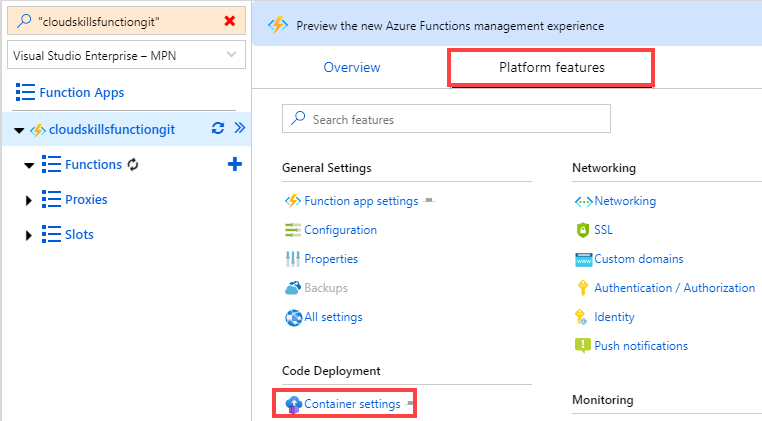 "cloudskillsfunctiongit"
Visual Studio Enterprise – MPN
Function Apps
cloudskillsfunctiongit
Functions
Proxies
Slots
Preview the new Azure Functions management experience
Overview
Platform features
Search features
General Settings
Function app settings
Configuration
Properties
Backups
All settings
Code Deployment
Container settings
Networking
Networking
SSL
WWW
Custom domains
Authentication / Authorization
Identity
Push notifications
Monitoring